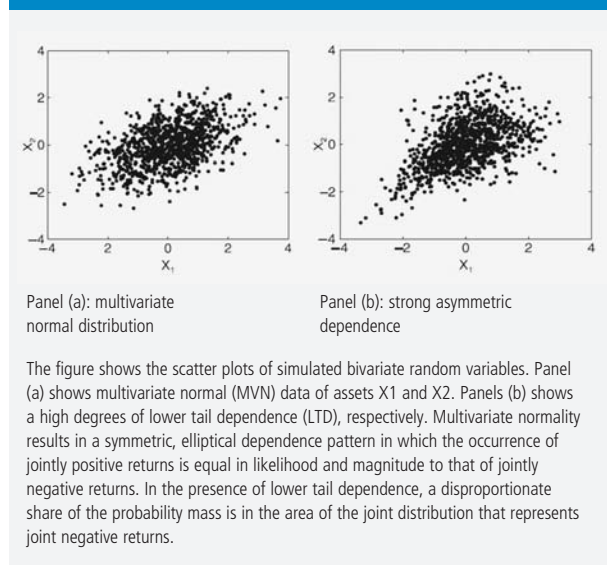 4
2
0
−2
−4
X₂
−4 2 0 2 4
X₁
4
2
0
−2
−4
X₂
−4 −2 0 2 4
X₁
Panel (a): multivariate
normal distribution
Panel (b): strong asymmetric
dependence
The figure shows the scatter plots of simulated bivariate random variables. Panel
(a) shows multivariate normal (MVN) data of assets X1 and X2. Panels (b) shows
a high degrees of lower tail dependence (LTD), respectively. Multivariate normality
results in a symmetric, elliptical dependence pattern in which the occurrence of
jointly positive returns is equal in likelihood and magnitude to that of jointly
negative returns. In the presence of lower tail dependence, a disproportionate
share of the probability mass is in the area of the joint distribution that represents
joint negative returns.